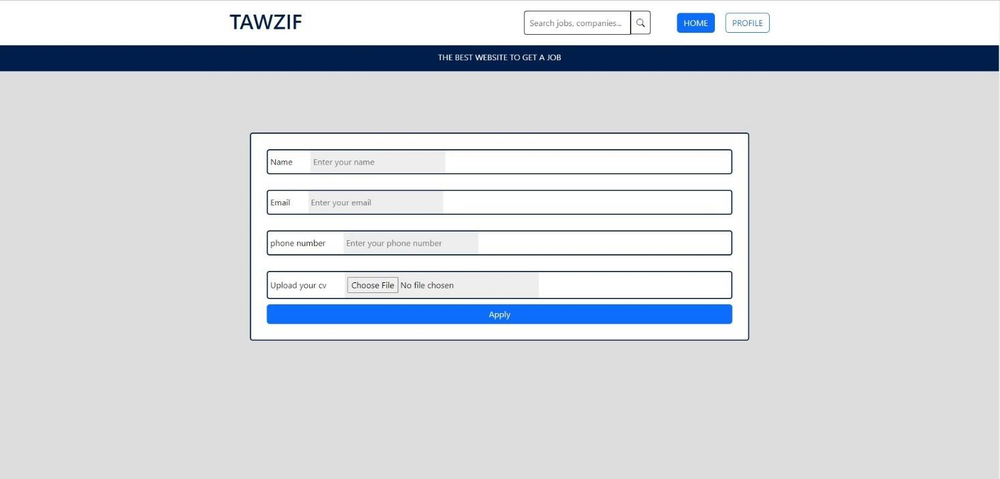 TAWZIF
Search jobs, companies...
HOME
PROFILE
THE BEST WEBSITE TO GET A JOB
Name Enter your name
Email Enter your email
phone number Enter your phone number
Upload your cv Choose File No file chosen
Apply